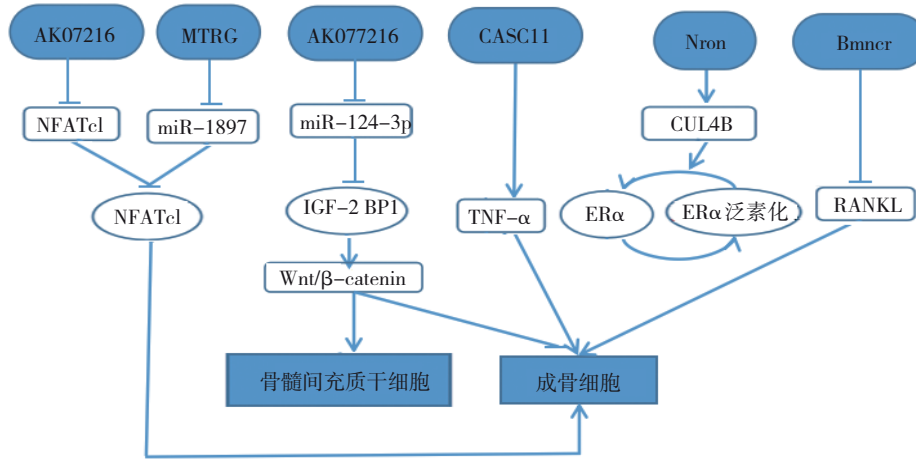 AK07216
MTRG
AK077216
CASC11
Nron
Bmncr
NFATcl
miR-1897
miR-124-3p
CUL4B
NFATcl
IGF-2 BP1
TNF-α
ERα
ERα泛素化
RANKL
Wnt/β-catenin
骨髓间充质干细胞
成骨细胞